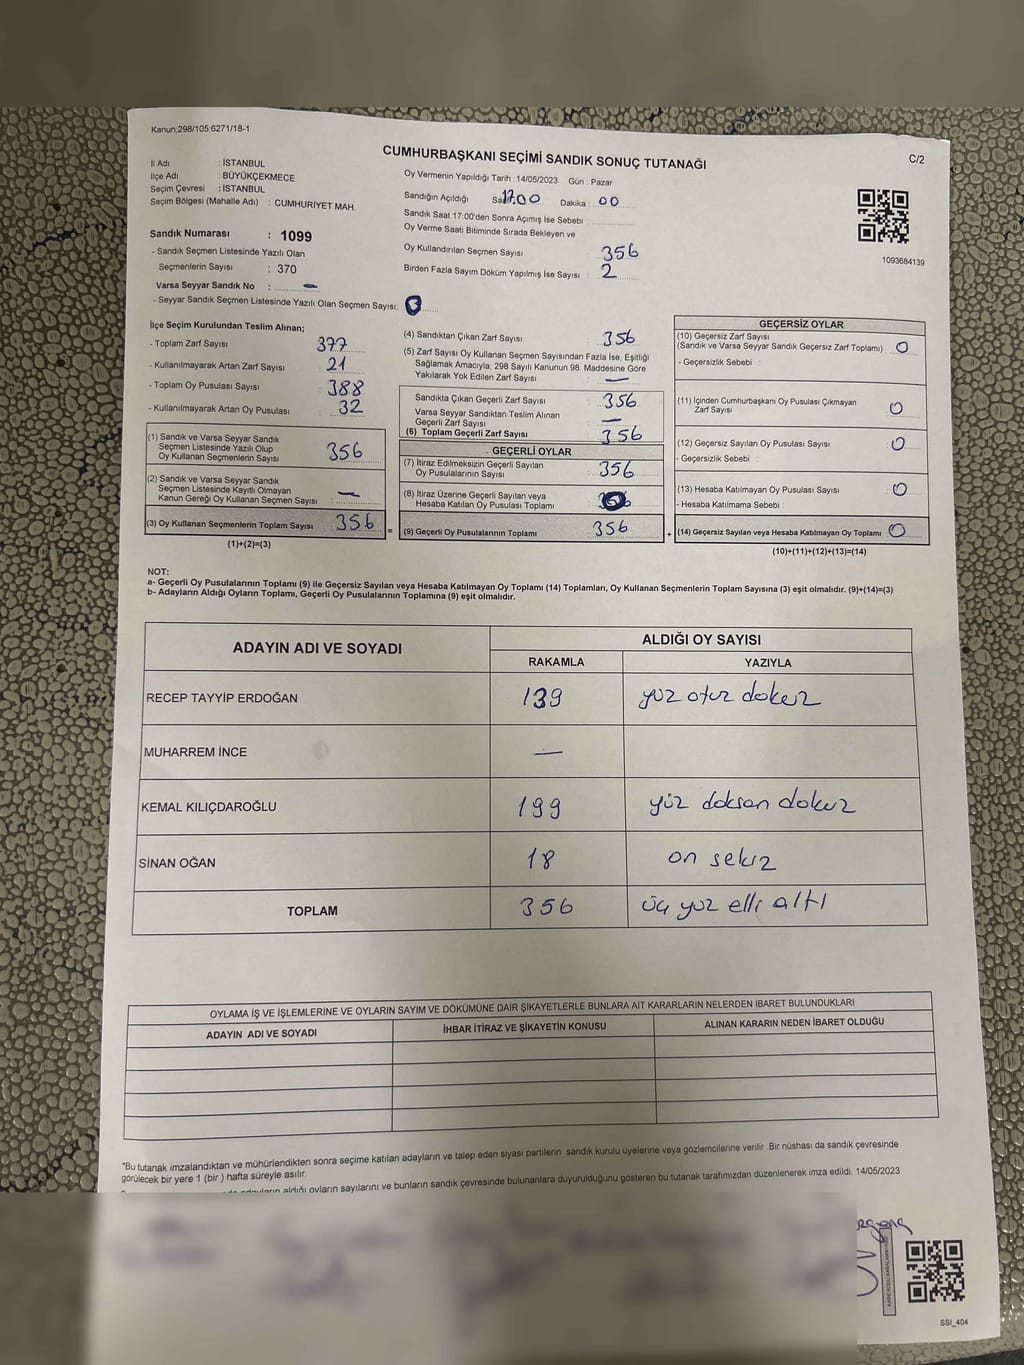 Kanun;298/105;6271/18-1
CUMHURBAŞKANI SEÇİMİ SANDIK SONUÇ TUTANAĞI
C/2
İl Adı : İSTANBUL
İlçe Adı : BÜYÜKÇEKMECE
Seçim Çevresi : İSTANBUL
Seçim Bölgesi (Mahalle Adı) : CUMHURİYET MAH.
Oy Vermenin Yapıldığı Tarih : 14/05/2023 Gün : Pazar
Sandığın Açıldığı Saat 17:00 Dakika : 00
Sandık Saat 17:00'den Sonra Açmış İse Sebebi :
Oy Verme Saati Bitiminde Sırada Bekleyen ve
Oy Kullandırılan Seçmen Sayısı : 356
Birden Fazla Sayım Döküm Yapılmış İse Sayısı : 2
1093684139
Sandık Numarası : 1099
- Sandık Seçmen Listesinde Yazılı Olan
Seçmenlerin Sayısı : 370
Varsa Seyyar Sandık No : —
- Seyyar Sandık Seçmen Listesinde Yazılı Olan Seçmen Sayısı:
İlçe Seçim Kurulundan Teslim Alınan;
- Toplam Zarf Sayısı 377
- Kullanılmayarak Artan Zarf Sayısı 21
- Toplam Oy Pusulası Sayısı 388
- Kullanılmayarak Artan Oy Pusulası 32
(1) Sandık ve Varsa Seyyar Sandık
Seçmen Listesinde Yazılı Olup
Oy Kullanan Seçmenlerin Sayısı 356
(2) Sandık ve Varsa Seyyar Sandık
Seçmen Listesinde Kayıtlı Olmayan
Kanun Gereği Oy Kullanan Seçmen Sayısı : —
(3) Oy Kullanan Seçmenlerin Toplam Sayısı 356
(1)+(2)=(3)
(4) Sandıktan Çıkan Zarf Sayısı : 356
(5) Zarf Sayısı Oy Kullanan Seçmen Sayısından Fazla İse, Eşitliği
Sağlamak Amacıyla; 298 Sayılı Kanunun 98. Maddesine Göre
Yakılarak Yok Edilen Zarf Sayısı : —
Sandıkta Çıkan Geçerli Zarf Sayısı : 356
Varsa Seyyar Sandıktan Teslim Alınan
Geçerli Zarf Sayısı : —
(6) Toplam Geçerli Zarf Sayısı : 356
GEÇERLİ OYLAR
(7) İtiraz Edilmeksizin Geçerli Sayılan
Oy Pusulalarının Sayısı : 356
(8) İtiraz Üzerine Geçerli Sayılan veya
Hesaba Katılan Oy Pusulası Toplamı :
=
(9) Geçerli Oy Pusulalarının Toplamı : 356
+
GEÇERSİZ OYLAR
(10) Geçersiz Zarf Sayısı
(Sandık ve Varsa Seyyar Sandık Geçersiz Zarf Toplamı) : 0
- Geçersizlik Sebebi :
(11) İçinden Cumhurbaşkanı Oy Pusulası Çıkmayan
Zarf Sayısı : 0
(12) Geçersiz Sayılan Oy Pusulası Sayısı : 0
- Geçersizlik Sebebi :
(13) Hesaba Katılmayan Oy Pusulası Sayısı : 0
- Hesaba Katılmama Sebebi :
(14) Geçersiz Sayılan veya Hesaba Katılmayan Oy Toplamı : 0
(10)+(11)+(12)+(13)=(14)
NOT:
a- Geçerli Oy Pusulalarının Toplamı (9) ile Geçersiz Sayılan veya Hesaba Katılmayan Oy Toplamı (14) Toplamları, Oy Kullanan Seçmenlerin Toplam Sayısına (3) eşit olmalıdır. (9)+(14)=(3)
b- Adayların Aldığı Oyların Toplamı, Geçerli Oy Pusulalarının Toplamına (9) eşit olmalıdır.
ADAYIN ADI VE SOYADI
ALDIĞI OY SAYISI
RAKAMLA YAZIYLA
RECEP TAYYİP ERDOĞAN 139 yüz otuz dokuz
MUHARREM İNCE —
KEMAL KILIÇDAROĞLU 199 yüz doksan dokuz
SİNAN OĞAN 18 on sekiz
TOPLAM 356 üç yüz elli altı
OYLAMA İŞ VE İŞLEMLERİNE VE OYLARIN SAYIM VE DÖKÜMÜNE DAİR ŞİKAYETLERLE BUNLARA AİT KARARLARIN NELERDEN İBARET BULUNDUKLARI
ADAYIN ADI VE SOYADI İHBAR İTİRAZ VE ŞİKAYETİN KONUSU ALINAN KARARIN NEDEN İBARET OLDUĞU
"Bu tutanak imzalandıktan ve mühürlendikten sonra seçime katılan adayların ve talep eden siyasi partilerin sandık kurulu üyelerine veya gözlemcilerine verilir. Bir nüshası da sandık çevresinde
görülecek bir yere 1 (bir ) hafta süreyle asılır.
aldığı oyların sayılarını ve bunların sandık çevresinde bulunanlara duyurulduğunu gösteren bu tutanak tarafımızdan düzenlenerek imza edildi. 14/05/2023
SSI_404